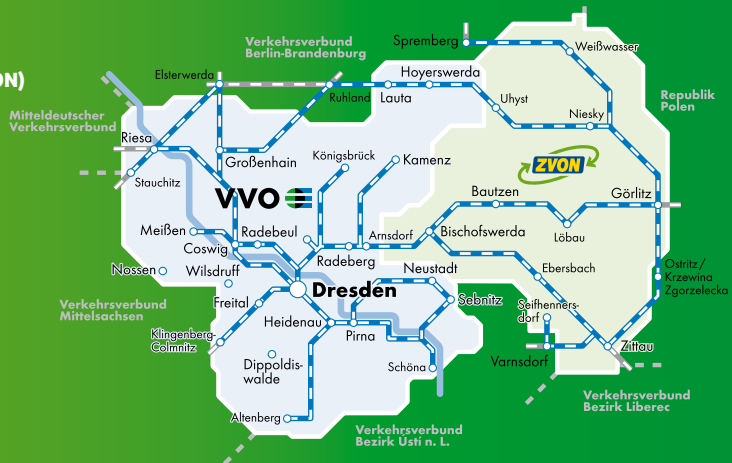 ON)
Verkehrsverbund
Berlin-Brandenburg
Spremberg
Weißwasser
Elsterwerda
Hoyerswerda
Ruhland
Lauta
Uhyst
Republik
Polen
Mitteldeutscher
Verkehrsverbund
Niesky
Riesa
Großenhain
Königsbrück
Kamenz
ZVON
Stauchitz
VVO
Bautzen
Görlitz
Meißen
Radebeul
Arnsdorf
Bischofswerda
Löbau
Coswig
Radeberg
Nossen
Wilsdruff
Neustadt
Ebersbach
Ostritz/
Krzewina
Zgorzelecka
Dresden
Sebnitz
Seifhenners-
dorf
Verkehrsverbund
Mittelsachsen
Freital
Heidenau
Pirna
Klingenberg-
Colmnitz
Zittau
Varnsdorf
Dippoldis-
walde
Schöna
Verkehrsverbund
Bezirk Liberec
Altenberg
Verkehrsverbund
Bezirk Ústí n. L.